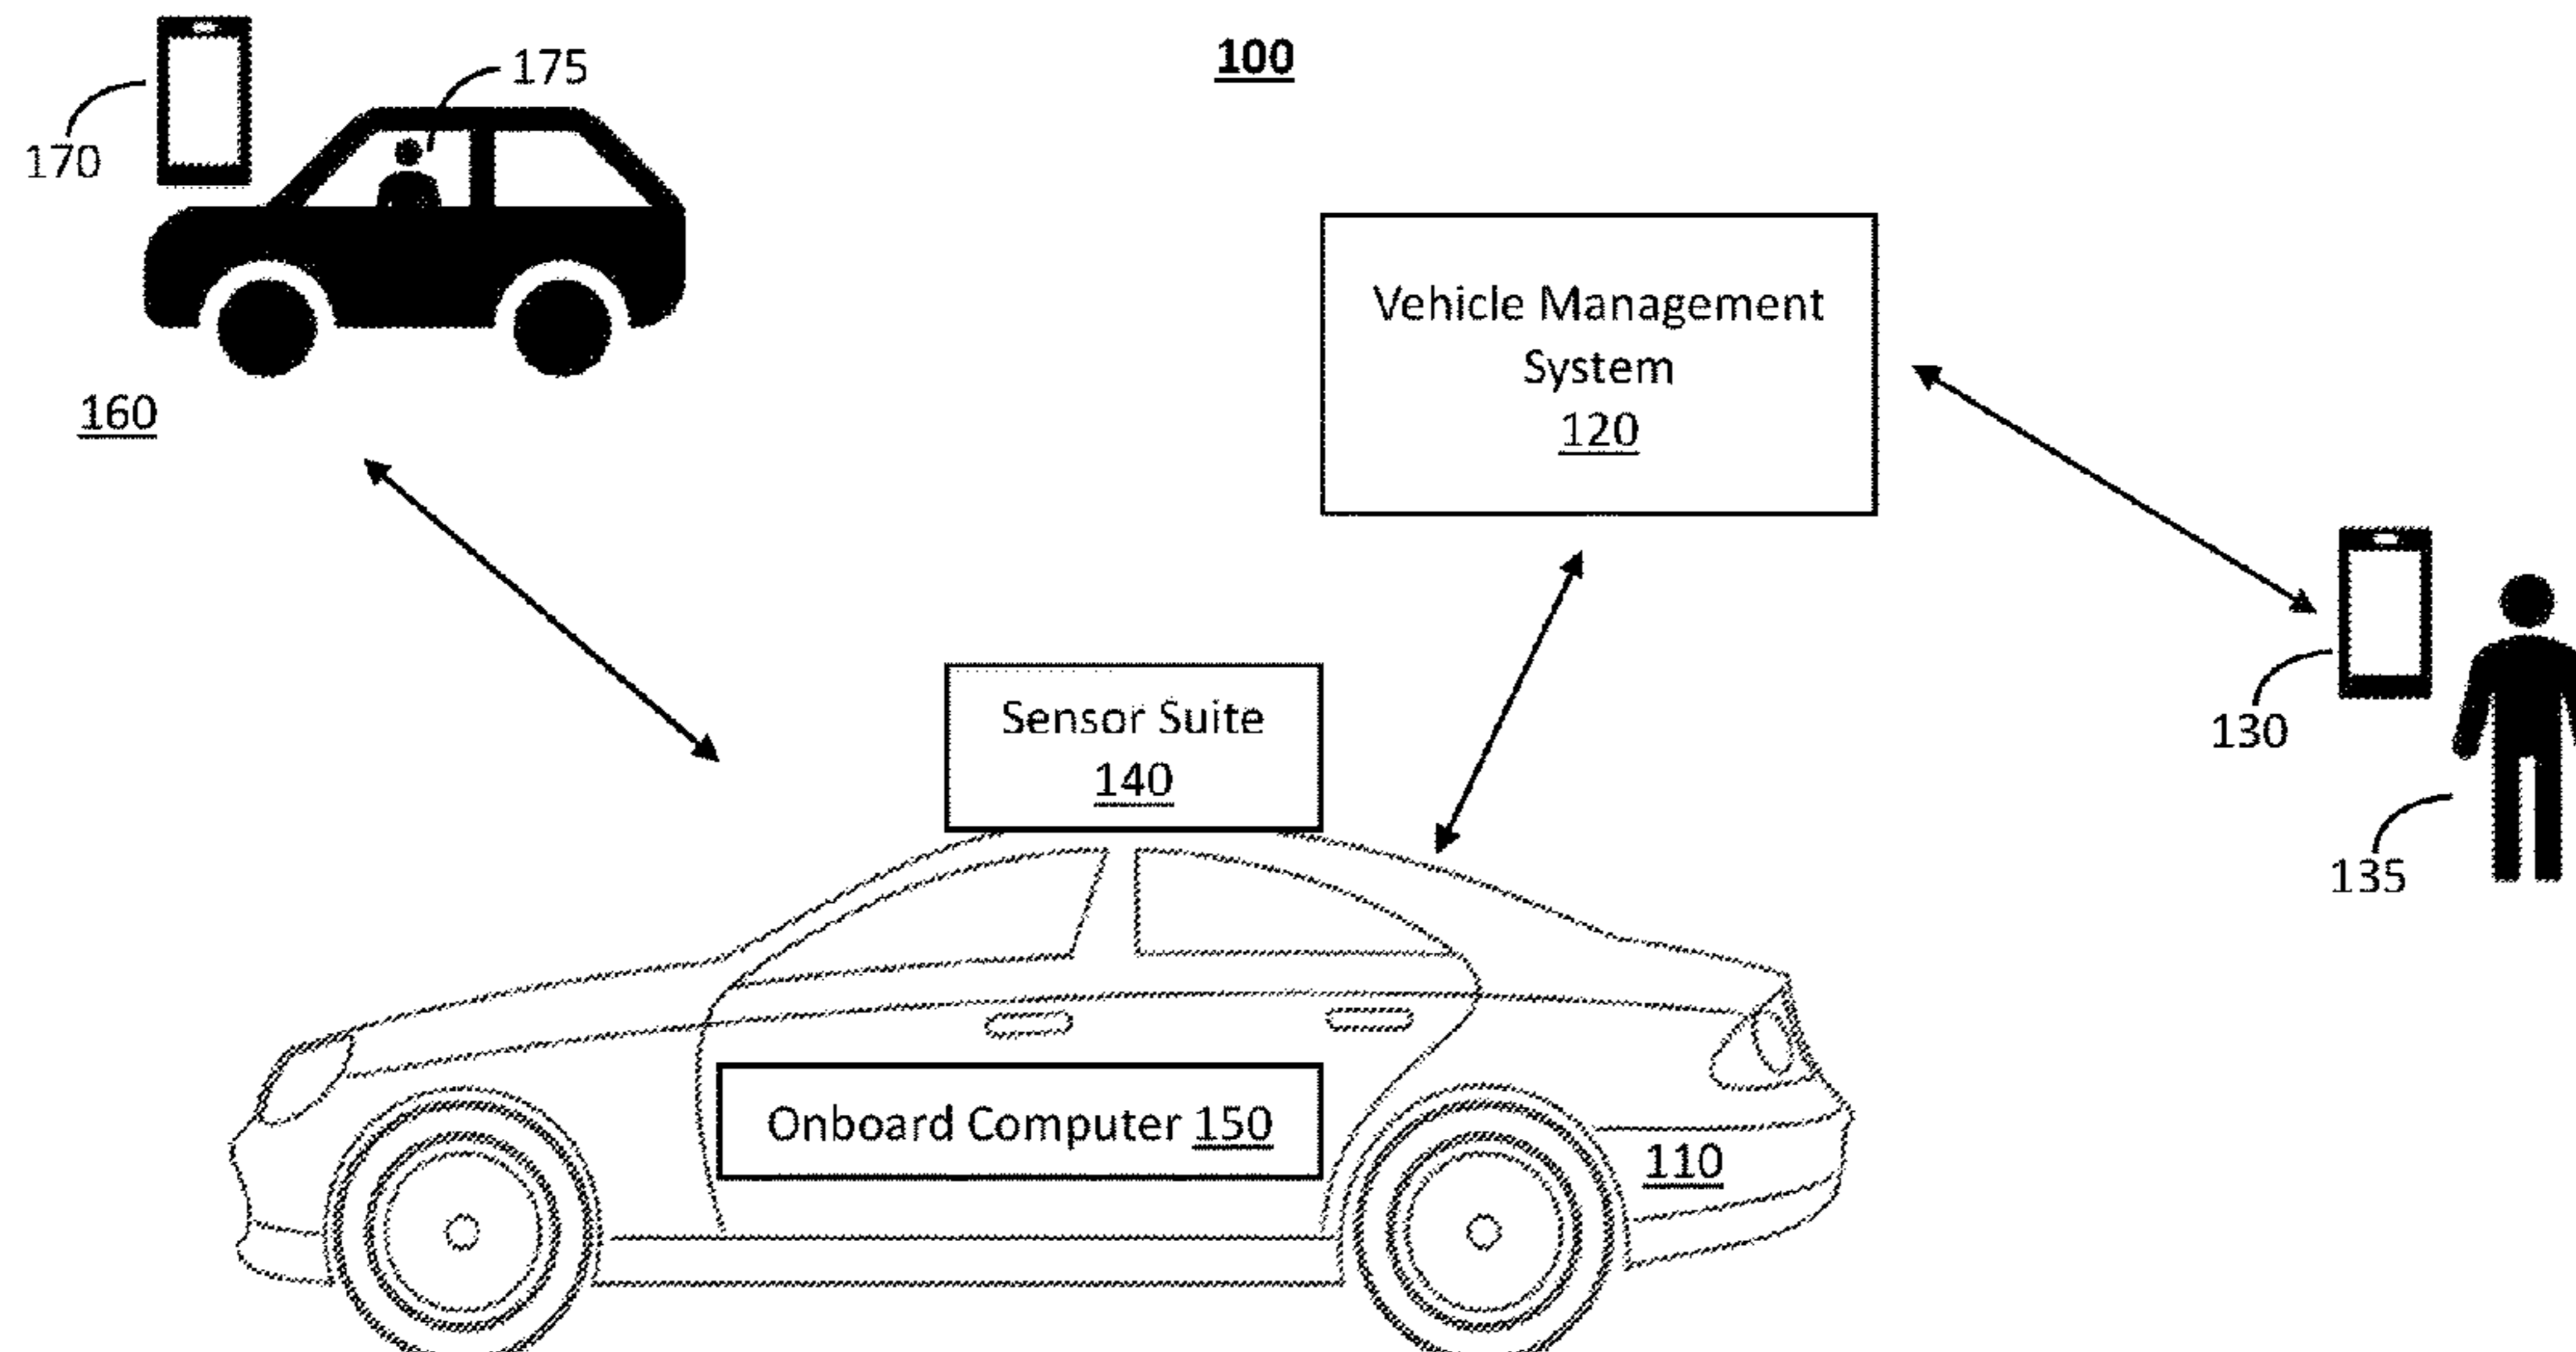 100
175
170
160
Vehicle Management
System
120
Sensor Suite
140
130
135
Onboard Computer 150
110